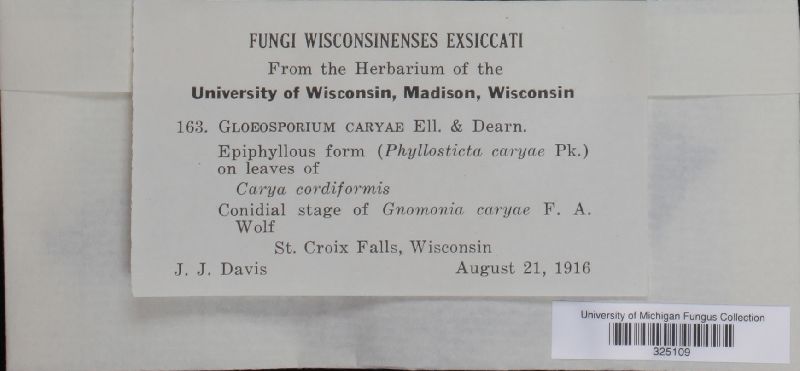 FUNGI WISCONSINENSES EXSICCATI
From the Herbarium of the
University of Wisconsin, Madison, Wisconsin
163. GLOEOSPORIUM CARYAE Ell. & Dearn.
Epiphyllous form (Phyllosticta caryae Pk.)
on leaves of
Carya cordiformis
Conidial stage of Gnomonia caryae F. A.
Wolf
St. Croix Falls, Wisconsin
J. J. Davis August 21, 1916
University of Michigan Fungus Collection
325109